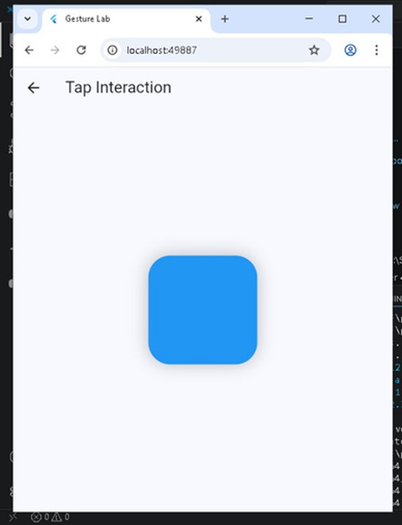 Gesture Lab
localhost:49887
Tap Interaction
0 0